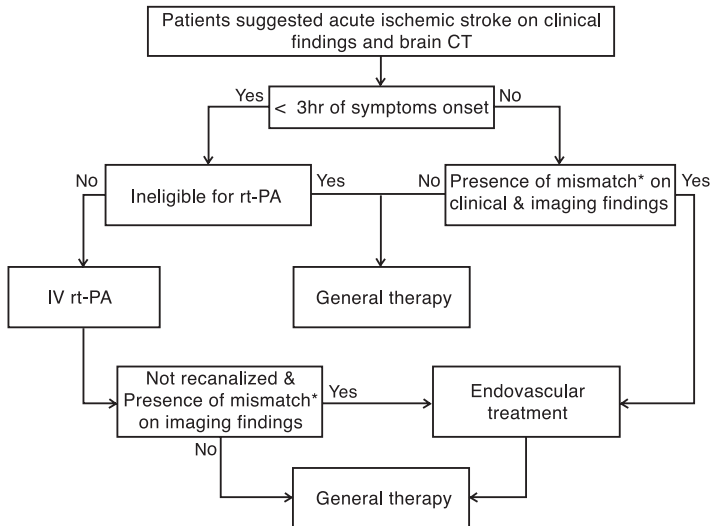 Patients suggested acute ischemic stroke on clinical
findings and brain CT
Yes
< 3hr of symptoms onset
No
No
Ineligible for rt-PA
Yes
No
Presence of mismatch* on
clinical & imaging findings
Yes
IV rt-PA
General therapy
Not recanalized &
Presence of mismatch*
on imaging findings
Yes
Endovascular
treatment
No
General therapy